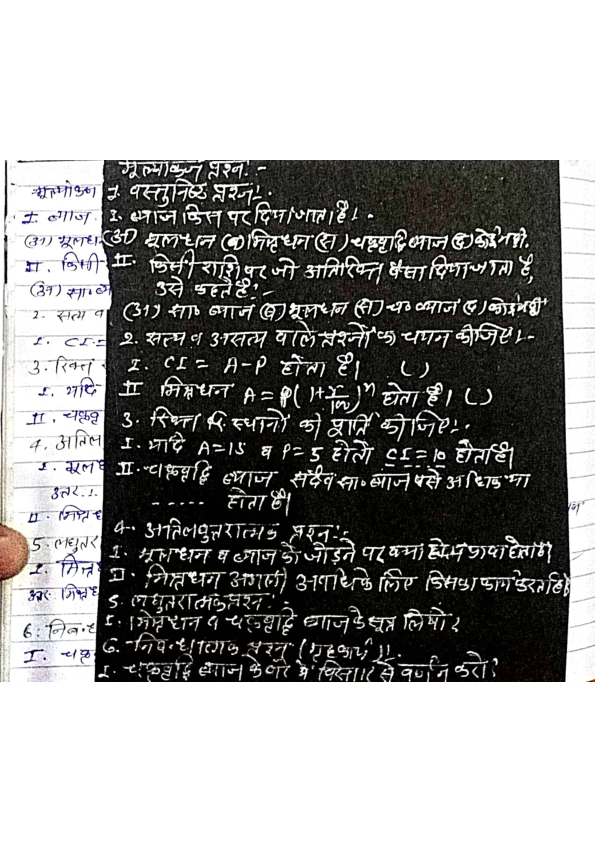 मूल्यांकन प्रश्न:-
1. वस्तुनिष्ठ प्रश्न:-
I. ब्याज किस पर दिया जाता है।-
(अ) मूलधन (ब) मिश्रधन (स) चक्रवृद्धि ब्याज (द) कोई नही.
II. किसी राशि पर जो अतिरिक्त पैसा दिया जाता है,
उसे कहते है:-
(अ) सा० ब्याज (ब) मूलधन (स) च० ब्याज (द) कोई नही
2. सत्य व असत्य वाले प्रश्नों का चयन कीजिए।-
I. CI = A-P होता है। ( )
II मिश्रधन A = P(1+r/100)^n होता है। ( )
3. रिक्त स्थानों की पूर्ति कीजिए:-
I. यदि A=15 व P=5 हो तो CI=10 होता है।
II. चक्रवृद्धि ब्याज सदैव सा० ब्याज से अधिक या
----- होता है।
4. अतिलघुतरात्मक प्रश्न:-
I. मूलधन व ब्याज को जोड़ने पर क्या होता है।
II. मिश्रधन अगली अवधि के लिए किसका काम करता है।
5. लघुतरात्मक प्रश्न:-
I. मिश्रधन व चक्रवृद्धि ब्याज के सूत्र लिखो?
6. निबन्धात्मक प्रश्न (गृहकार्य)!.
I. चक्रवृद्धि ब्याज के बारे में विस्तार से वर्णन करो?
मूल्यांकन
I. ब्याज
(अ) मूलध
II. किसी
(अ) सा० ब्य
2. सत्य व
I. CI=
3. रिक्त
I. यदि
II. चक्रवृ
4. अतिल
I. मूलध
उत्तर.
II. मिश्र
5. लघुतरा
I. मिश्र
उत्तर. मिश्र
6. निबन्ध
I. चक्र